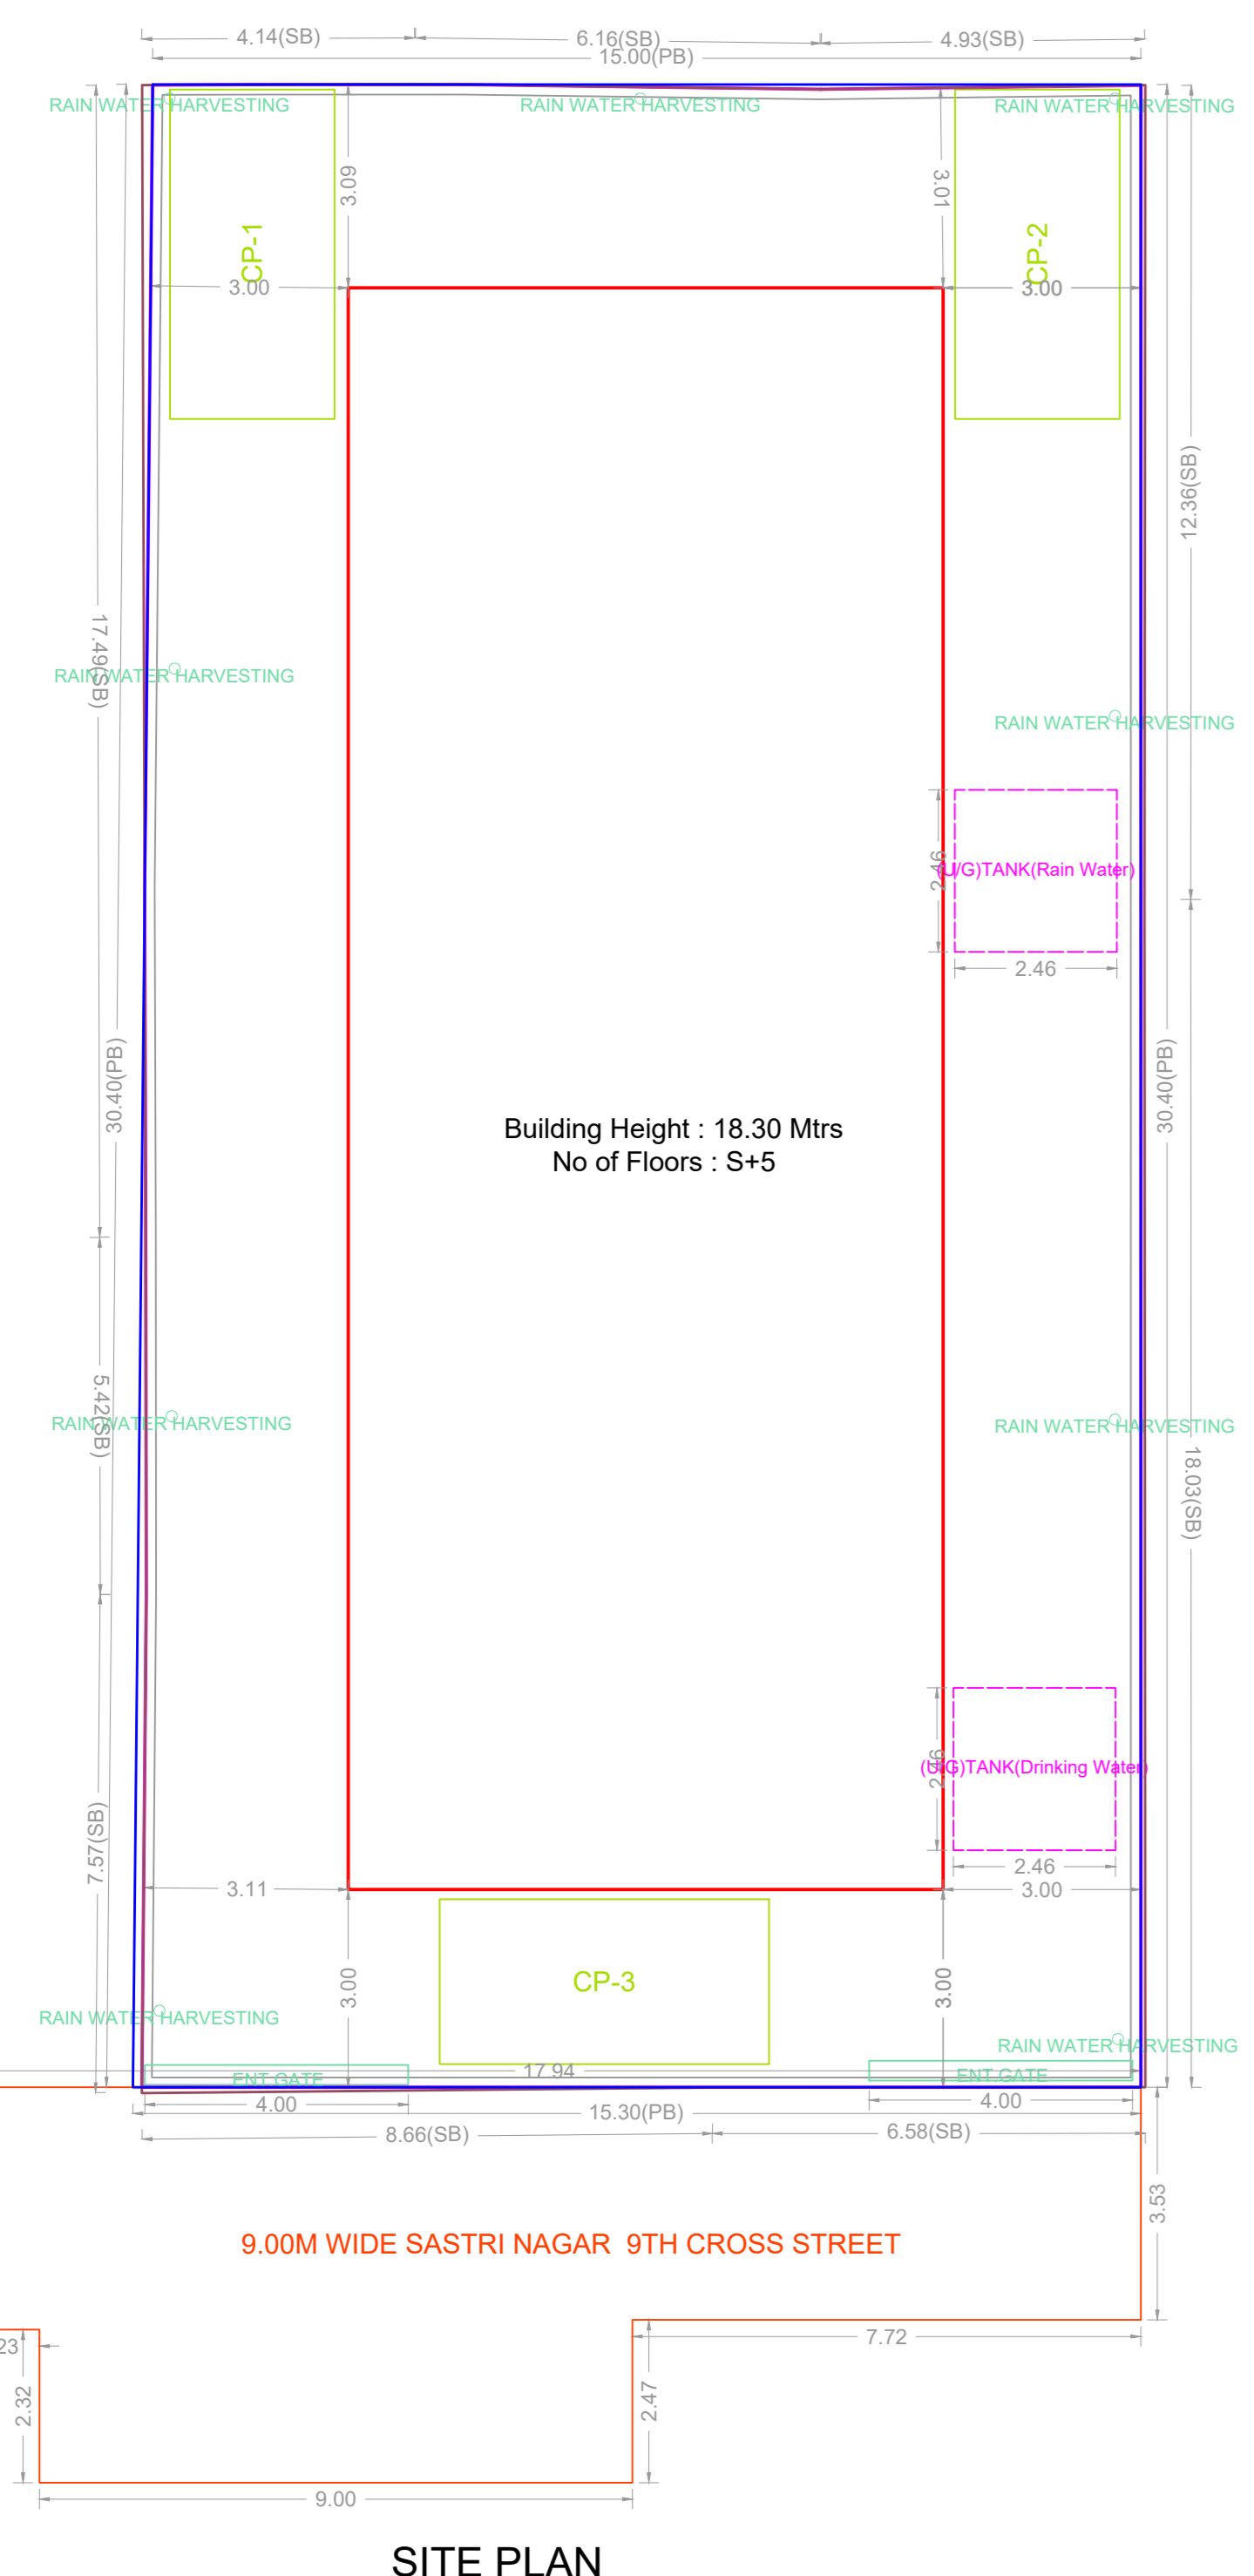 4.14(SB)
6.16(SB)
4.93(SB)
15.00(PB)
RAIN WATER HARVESTING
RAIN WATER HARVESTING
RAIN WATER HARVESTING
3.09
3.01
CP-1
CP-2
3.00
3.00
12.36(SB)
17.49(SB)
RAIN WATER HARVESTING
RAIN WATER HARVESTING
2.46
(U/G)TANK(Rain Water)
2.46
30.40(PB)
30.40(PB)
Building Height : 18.30 Mtrs
No of Floors : S+5
5.42(SB)
RAIN WATER HARVESTING
RAIN WATER HARVESTING
18.03(SB)
2.46
(U/G)TANK(Drinking Water)
7.57(SB)
2.46
3.11
3.00
3.00
CP-3
3.00
RAIN WATER HARVESTING
RAIN WATER HARVESTING
17.94
ENT.GATE
ENT.GATE
4.00
15.30(PB)
4.00
8.66(SB)
6.58(SB)
3.53
9.00M WIDE SASTRI NAGAR 9TH CROSS STREET
23
7.72
2.32
2.47
9.00
SITE PLAN